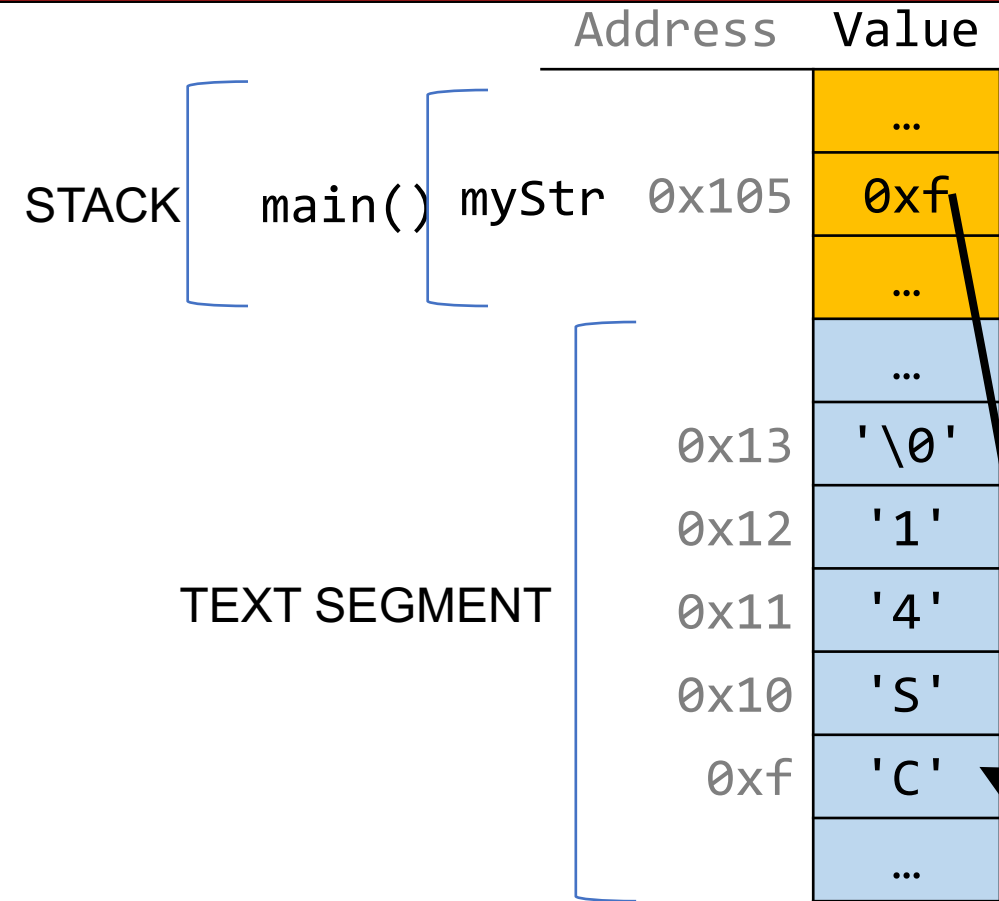 Address Value
…
STACK main() myStr 0x105 0xf
…
…
0x13 '\0'
0x12 '1'
TEXT SEGMENT 0x11 '4'
0x10 'S'
0xf 'C'
…